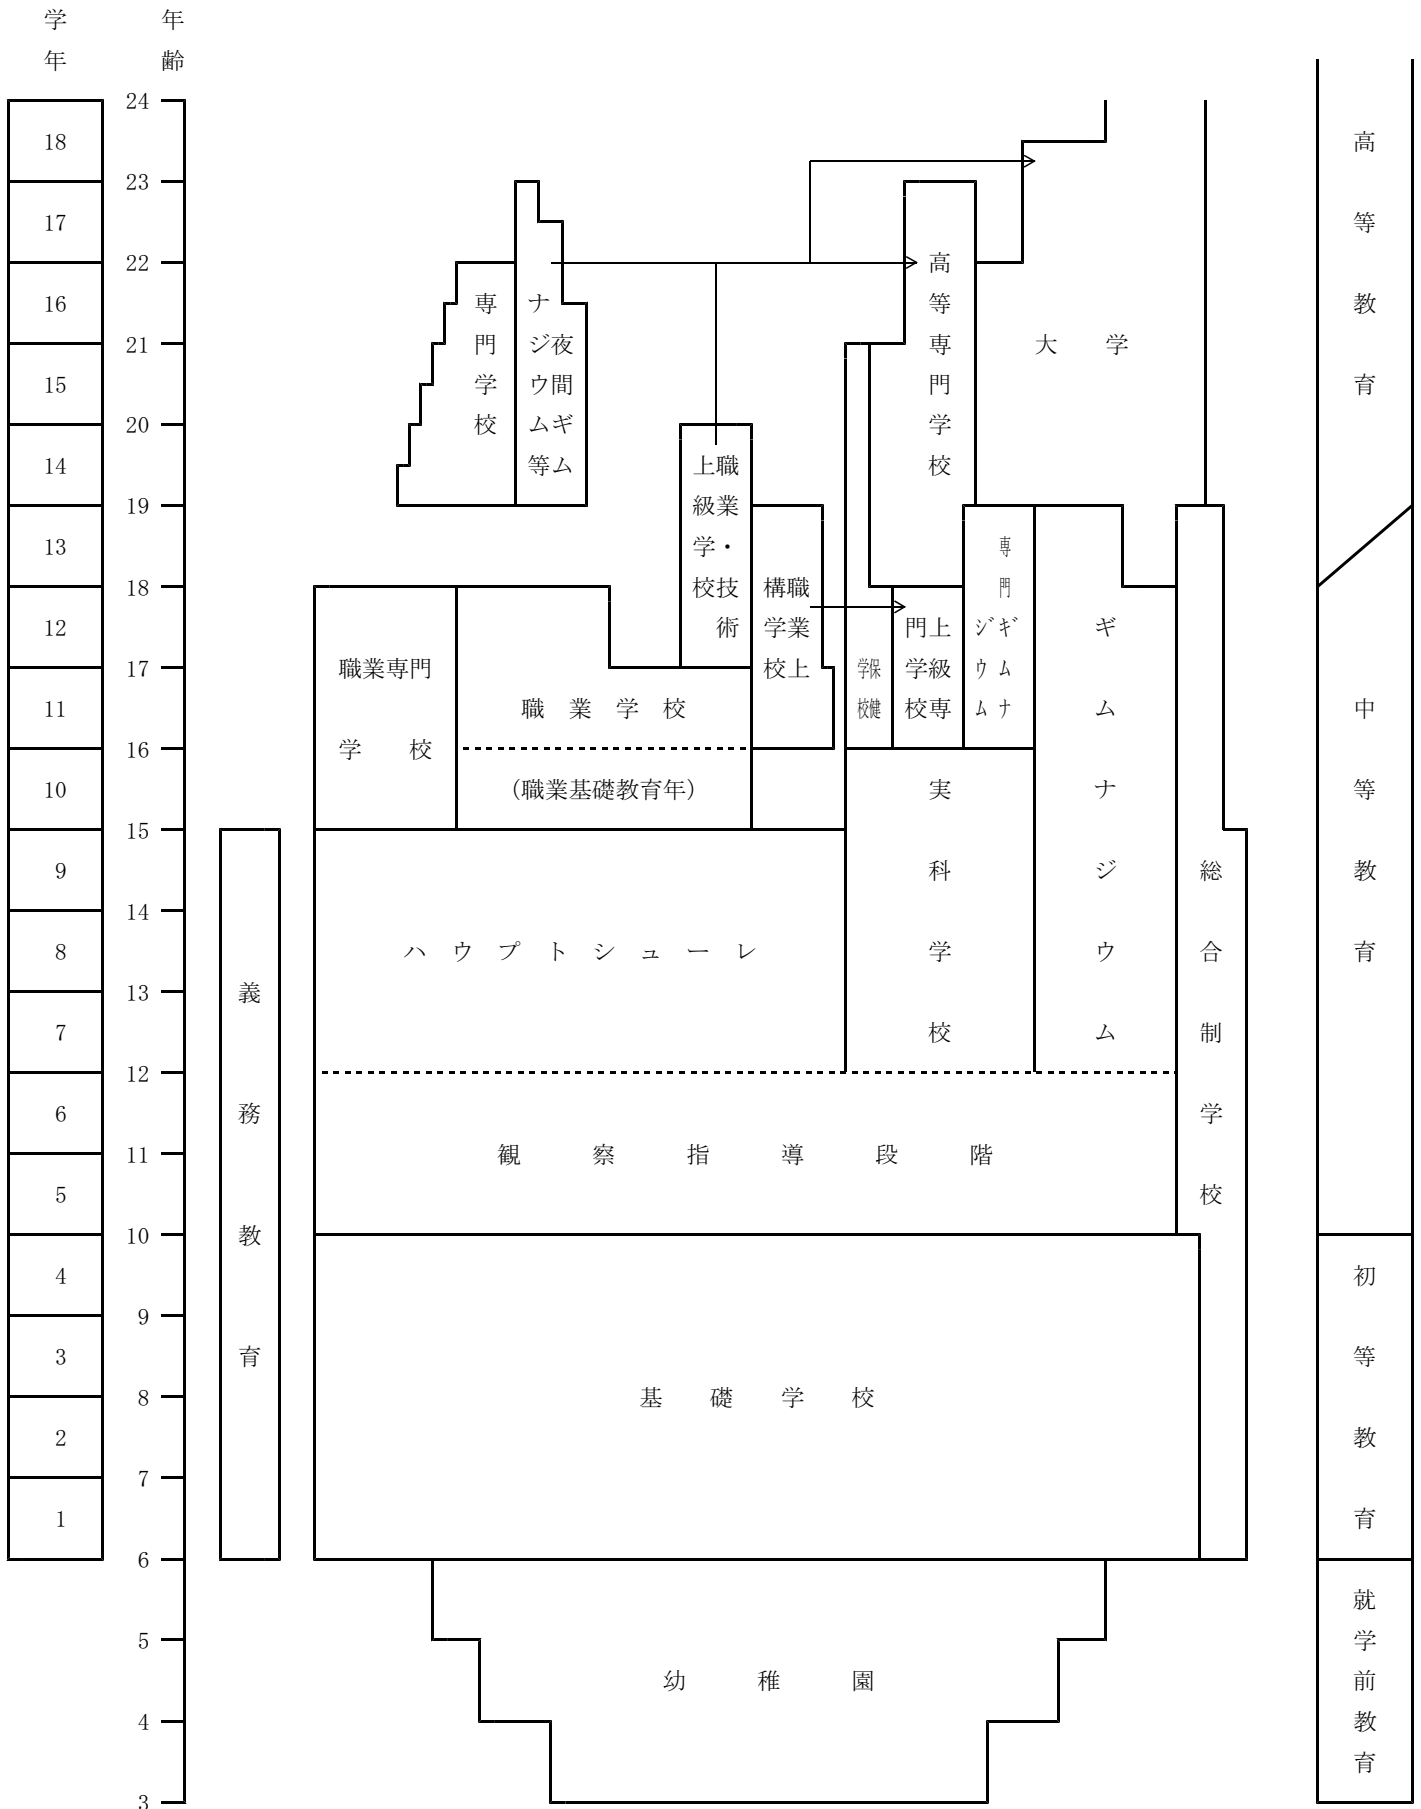 学年
年齢
24
23
22
21
20
19
18
17
16
15
14
13
12
11
10
9
8
7
6
5
4
3
18
17
16
15
14
13
12
11
10
9
8
7
6
5
4
3
2
1
義務教育
専門学校
夜間ギム
ナジウム等
職業・技術
上級学校
職業上
構学校
高等専門学校
大学
保健
学校
上級専
門学校
専門ギムナ
ジウム
職業専門
学校
職業学校
(職業基礎教育年)
ハウプトシューレ
実科学校
ギムナジウム
総合制学校
観察指導段階
基礎学校
幼稚園
高等教育
中等教育
初等教育
就学前教育